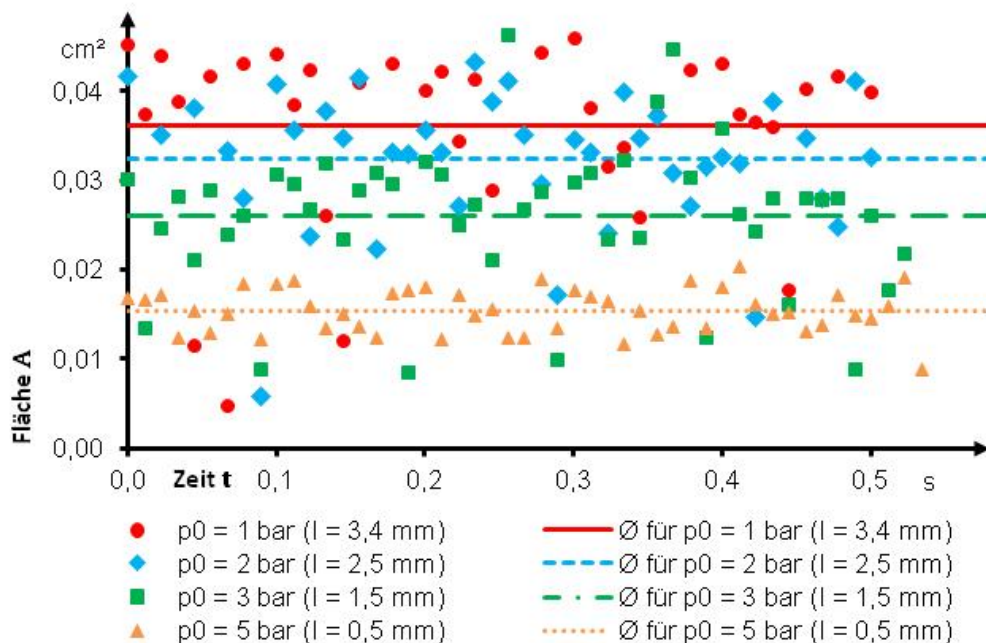 cm²
0,04
0,03
0,02
0,01
0,00
Fläche A
0,0
Zeit t
0,1
0,2
0,3
0,4
0,5
s
p0 = 1 bar (l = 3,4 mm)
Ø für p0 = 1 bar (l = 3,4 mm)
p0 = 2 bar (l = 2,5 mm)
Ø für p0 = 2 bar (l = 2,5 mm)
p0 = 3 bar (l = 1,5 mm)
Ø für p0 = 3 bar (l = 1,5 mm)
p0 = 5 bar (l = 0,5 mm)
Ø für p0 = 5 bar (l = 0,5 mm)